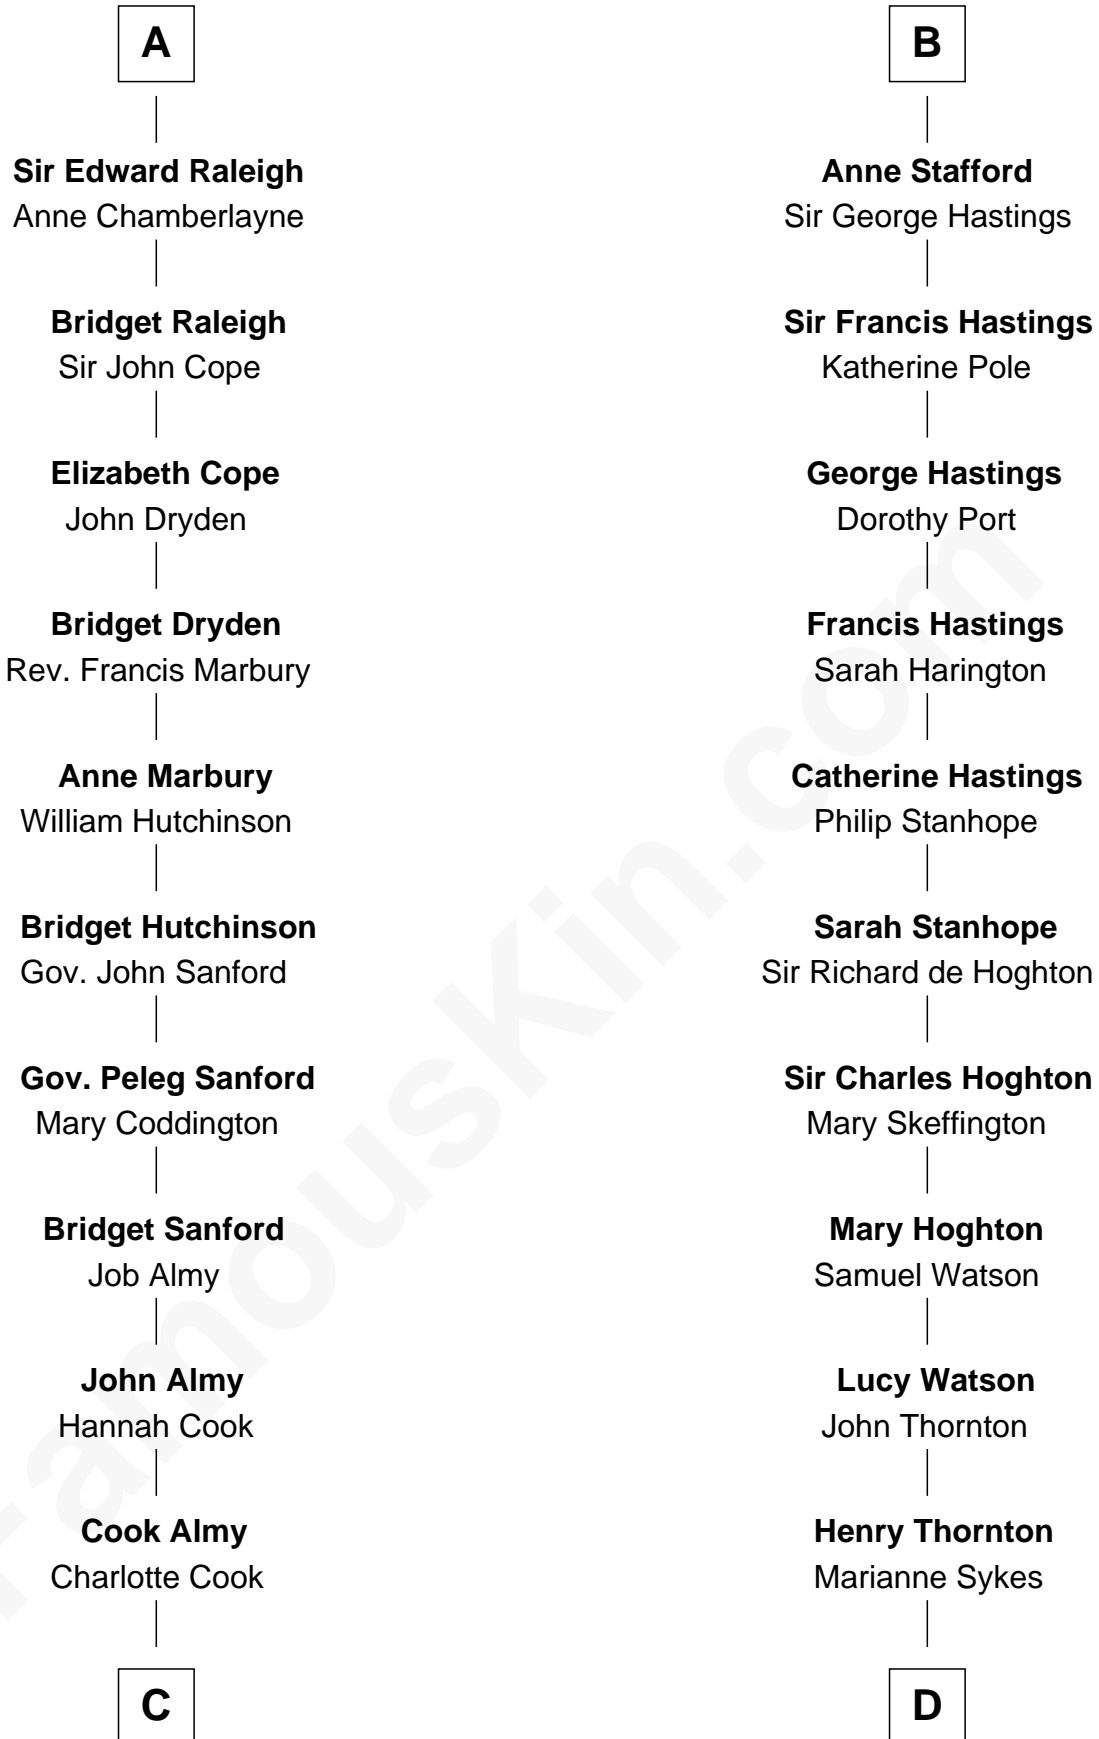 A
Sir Edward Raleigh
Anne Chamberlayne
Bridget Raleigh
Sir John Cope
Elizabeth Cope
John Dryden
Bridget Dryden
Rev. Francis Marbury
Anne Marbury
William Hutchinson
Bridget Hutchinson
Gov. John Sanford
Gov. Peleg Sanford
Mary Coddington
Bridget Sanford
Job Almy
John Almy
Hannah Cook
Cook Almy
Charlotte Cook
C
B
Anne Stafford
Sir George Hastings
Sir Francis Hastings
Katherine Pole
George Hastings
Dorothy Port
Francis Hastings
Sarah Harington
Catherine Hastings
Philip Stanhope
Sarah Stanhope
Sir Richard de Hoghton
Sir Charles Hoghton
Mary Skeffington
Mary Hoghton
Samuel Watson
Lucy Watson
John Thornton
Henry Thornton
Marianne Sykes
D
FamousKin.com